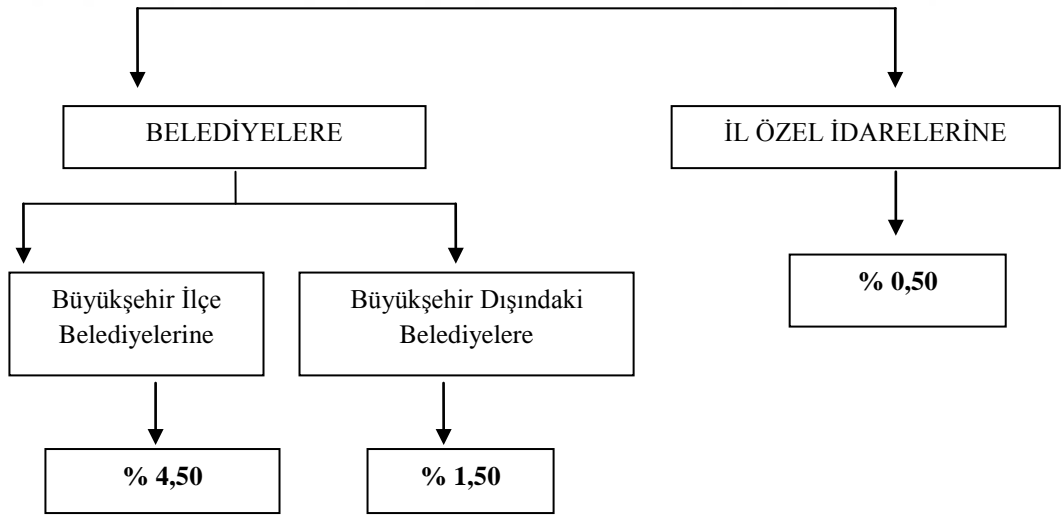 BELEDİYELERE
İL ÖZEL İDARELERİNE
Büyükşehir İlçe
Belediyelerine
Büyükşehir Dışındaki
Belediyelere
% 0,50
% 4,50
% 1,50